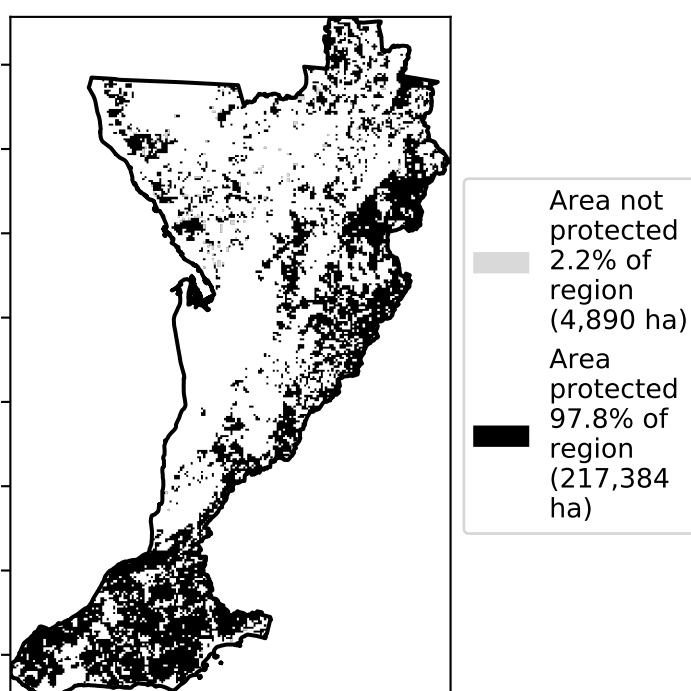 Area not
protected
2.2% of
region
(4,890 ha)
Area
protected
97.8% of
region
(217,384
ha)